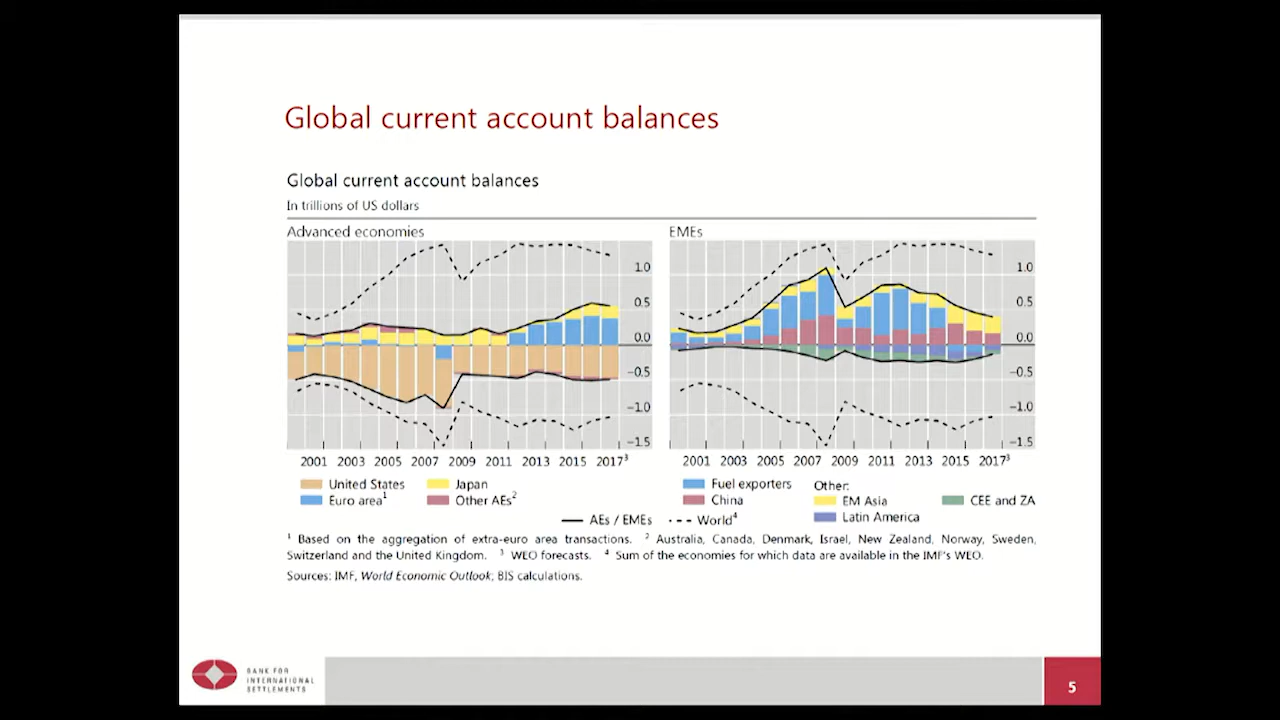 Global current account balances
Global current account balances
In trillions of US dollars
Advanced economies
EMEs
1.0
0.5
0.0
–0.5
–1.0
–1.5
1.0
0.5
0.0
–0.5
–1.0
–1.5
2001 2003 2005 2007 2009 2011 2013 2015 2017³
2001 2003 2005 2007 2009 2011 2013 2015 2017³
United States Japan
Euro area¹ Other AEs²
Fuel exporters Other:
China EM Asia CEE and ZA
Latin America
AEs / EMEs World⁴
¹ Based on the aggregation of extra-euro area transactions. ² Australia, Canada, Denmark, Israel, New Zealand, Norway, Sweden,
Switzerland and the United Kingdom. ³ WEO forecasts. ⁴ Sum of the economies for which data are available in the IMF's WEO.
Sources: IMF, World Economic Outlook; BIS calculations.
BANK FOR
INTERNATIONAL
SETTLEMENTS
5